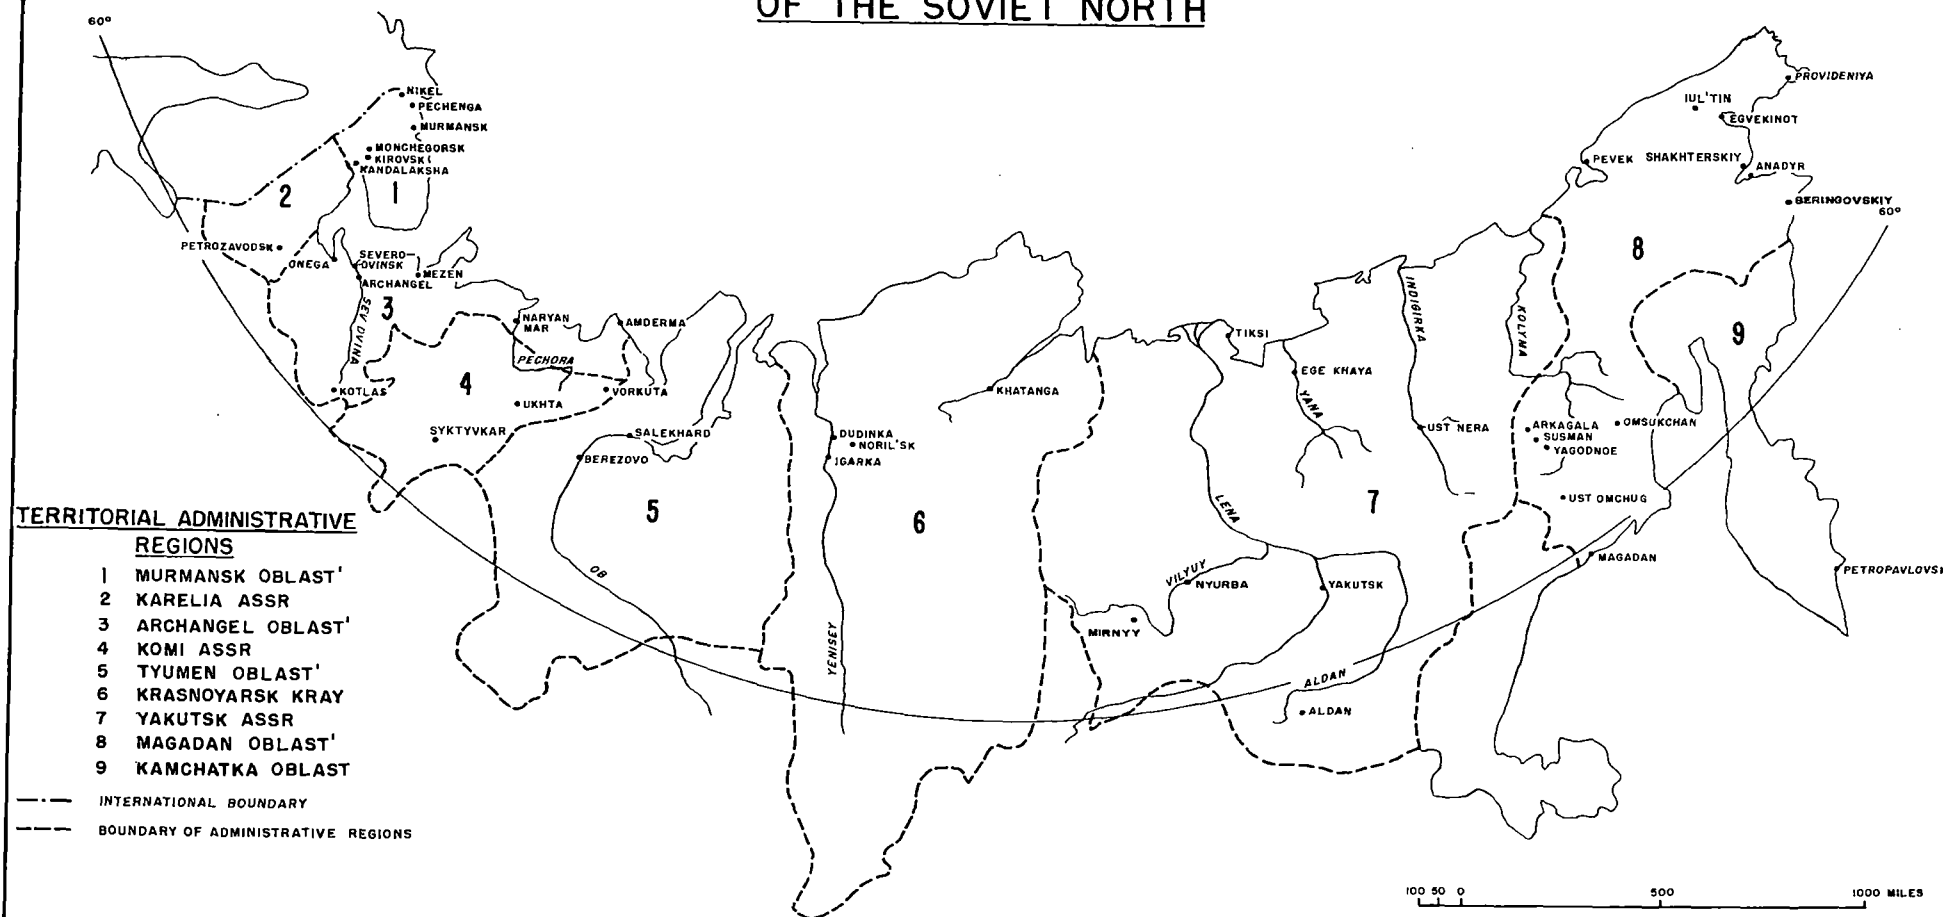 OF THE SOVIET NORTH
60°
NIKEL
PECHENGA
MURMANSK
MONCHEGORSK
KIROVSK
KANDALAKSHA
1
2
PETROZAVODSK
ONEGA
SEVERO-
OVINSK
ARCHANGEL
MEZEN
3
SEV DVINA
NARYAN
MAR
AMDERMA
PECHORA
4
KOTLAS
UKHTA
VORKUTA
SYKTYVKAR
SALEKHARD
BEREZOVO
5
OB
DUDINKA
NORIL'SK
IGARKA
6
YENISEY
KHATANGA
TIKSI
EGE KHAYA
YANA
INDIGIRKA
KOLYMA
UST NERA
7
LENA
VILYUY
NYURBA
MIRNYY
YAKUTSK
ALDAN
ALDAN
PROVIDENIYA
IUL'TIN
EGVEKINOT
PEVEK
SHAKHTERSKIY
ANADYR
BERINGOVSKIY
60°
8
9
ARKAGALA
OMSUKCHAN
SUSMAN
YAGODNOE
UST OMCHUG
MAGADAN
PETROPAVLOVS
TERRITORIAL ADMINISTRATIVE
REGIONS
1 MURMANSK OBLAST'
2 KARELIA ASSR
3 ARCHANGEL OBLAST'
4 KOMI ASSR
5 TYUMEN OBLAST'
6 KRASNOYARSK KRAY
7 YAKUTSK ASSR
8 MAGADAN OBLAST'
9 KAMCHATKA OBLAST
INTERNATIONAL BOUNDARY
BOUNDARY OF ADMINISTRATIVE REGIONS
100 50 0 500 1000 MILES